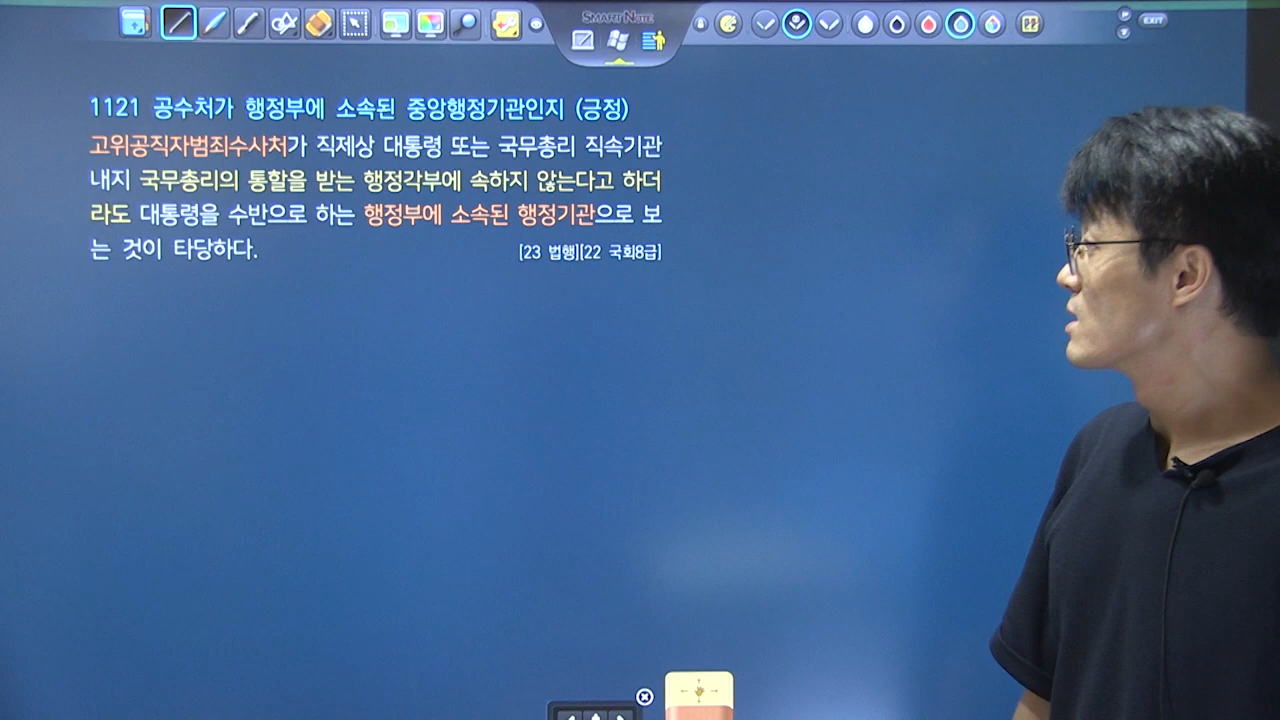 SMART NOTE
EXIT
1121 공수처가 행정부에 소속된 중앙행정기관인지 (긍정)
고위공직자범죄수사처가 직제상 대통령 또는 국무총리 직속기관
내지 국무총리의 통할을 받는 행정각부에 속하지 않는다고 하더
라도 대통령을 수반으로 하는 행정부에 소속된 행정기관으로 보
는 것이 타당하다.
[23 법행][22 국회8급]